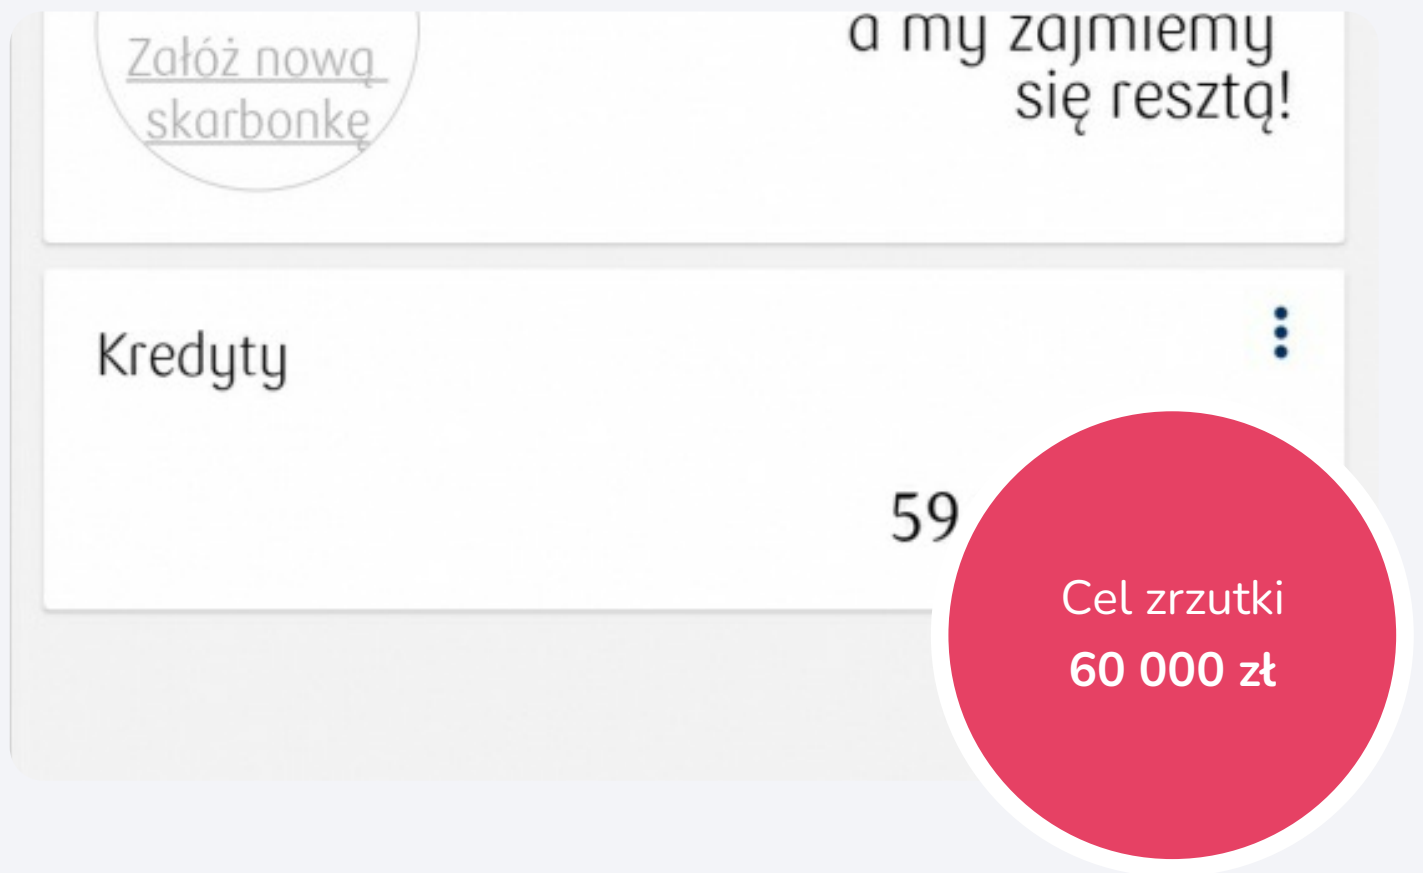 a my zajmiemy
się resztą!
Załóż nową
skarbonkę
Kredyty
59
Cel zrzutki
60 000 zł